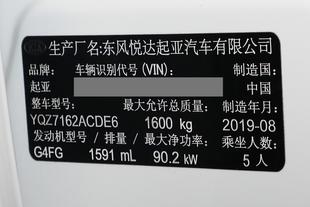 生产厂名:东风悦达起亚汽车有限公司
品牌: 车辆识别代号(VIN): 制造国:
起亚 中国
整车型号: 最大允许总质量: 制造年月:
YQZ7162ACDE6 1600 kg 2019-08
发动机型号 / 排量 / 最大净功率: 乘坐人数:
G4FG 1591 mL 90.2 kW 5 人